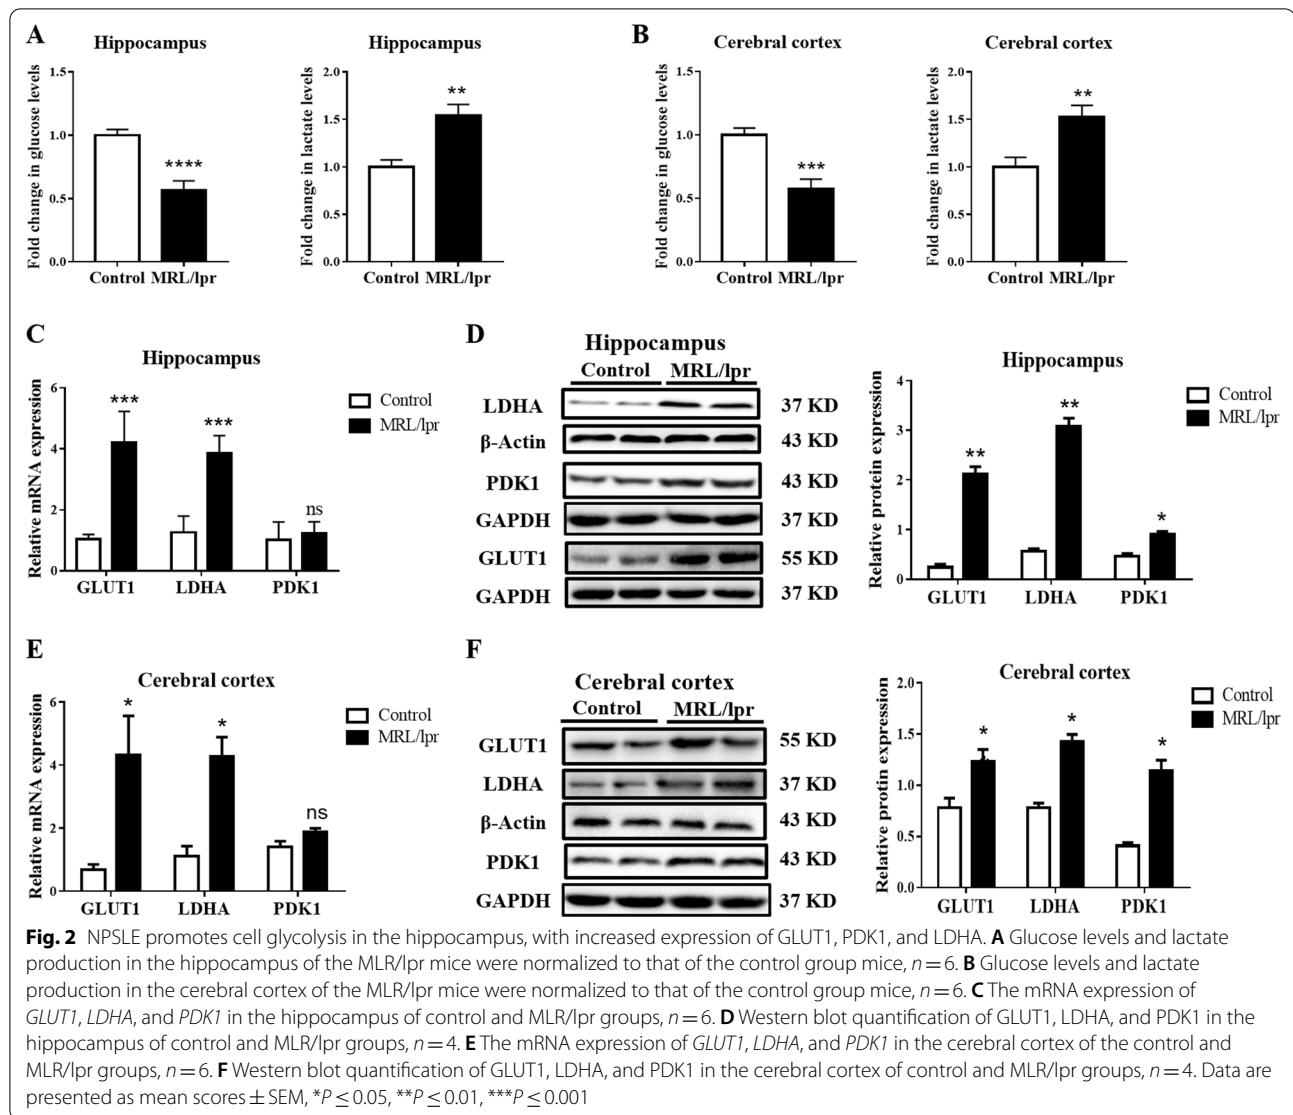 A
Hippocampus
Fold change in glucose levels
1.5
1.0
0.5
0.0
****
Control MRL/lpr
Hippocampus
Fold change in lactate levels
2.0
1.5
1.0
0.5
0.0
**
Control MRL/lpr
B
Cerebral cortex
Fold change in glucose levels
1.5
1.0
0.5
0.0
***
Control MRL/lpr
Cerebral cortex
Fold change in lactate levels
2.0
1.5
1.0
0.5
0.0
**
Control MRL/lpr
C
Hippocampus
Relative mRNA expression
6
4
2
0
***
***
ns
GLUT1 LDHA PDK1
Control
MRL/lpr
D
Hippocampus
Control MRL/lpr
LDHA 37 KD
β-Actin 43 KD
PDK1 43 KD
GAPDH 37 KD
GLUT1 55 KD
GAPDH 37 KD
Hippocampus
Relative protein expression
4
3
2
1
0
**
**
*
GLUT1 LDHA PDK1
Control
MRL/lpr
E
Cerebral cortex
Relative mRNA expression
6
4
2
0
*
*
ns
GLUT1 LDHA PDK1
Control
MRL/lpr
F
Cerebral cortex
Control MRL/lpr
GLUT1 55 KD
LDHA 37 KD
β-Actin 43 KD
PDK1 43 KD
GAPDH 37 KD
Cerebral cortex
Relative protin expression
2.0
1.5
1.0
0.5
0.0
*
*
*
GLUT1 LDHA PDK1
Control
MRL/lpr
Fig. 2 NPSLE promotes cell glycolysis in the hippocampus, with increased expression of GLUT1, PDK1, and LDHA. A Glucose levels and lactate
production in the hippocampus of the MLR/lpr mice were normalized to that of the control group mice, n = 6. B Glucose levels and lactate
production in the cerebral cortex of the MLR/lpr mice were normalized to that of the control group mice, n = 6. C The mRNA expression of
GLUT1, LDHA, and PDK1 in the hippocampus of control and MLR/lpr groups, n = 6. D Western blot quantification of GLUT1, LDHA, and PDK1 in the
hippocampus of control and MLR/lpr groups, n = 4. E The mRNA expression of GLUT1, LDHA, and PDK1 in the cerebral cortex of the control and
MLR/lpr groups, n = 6. F Western blot quantification of GLUT1, LDHA, and PDK1 in the cerebral cortex of control and MLR/lpr groups, n = 4. Data are
presented as mean scores ± SEM, *P ≤ 0.05, **P ≤ 0.01, ***P ≤ 0.001